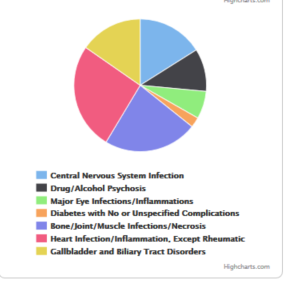 Highcharts.com
Central Nervous System Infection
Drug/Alcohol Psychosis
Major Eye Infections/Inflammations
Diabetes with No or Unspecified Complications
Bone/Joint/Muscle Infections/Necrosis
Heart Infection/Inflammation, Except Rheumatic
Gallbladder and Biliary Tract Disorders
Highcharts.com